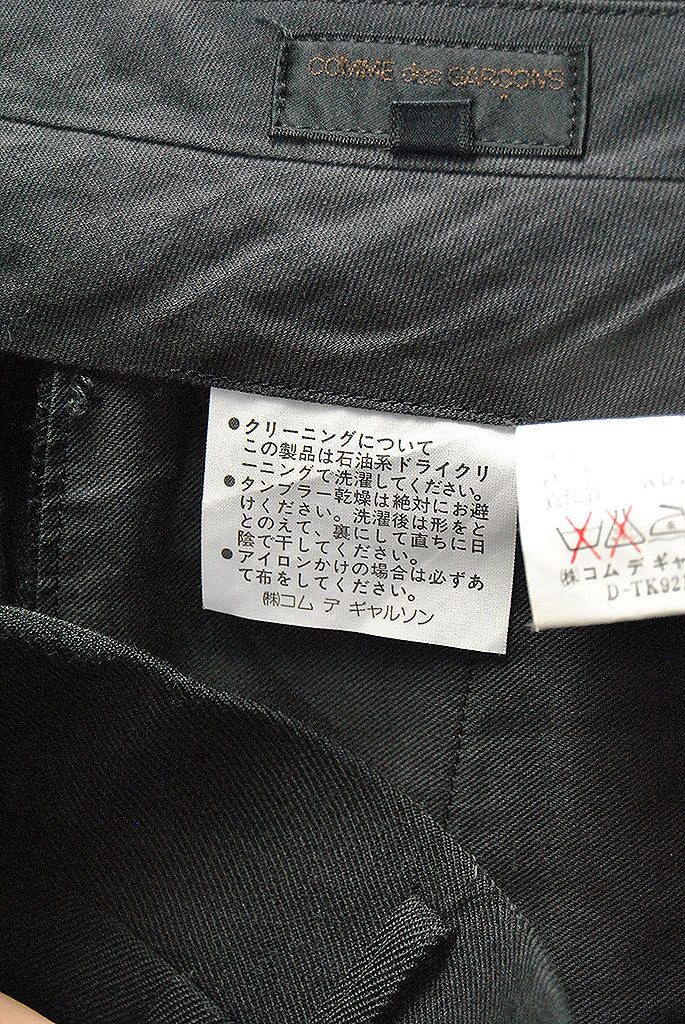 COMME des GARÇONS
●クリーニングについて
この製品は石油系ドライクリ
ーニングで洗濯してください。
●タンブラー乾燥は絶対にお避
けください。洗濯後は形をと
とのえて、裏にして直ちに日
陰で干してください。
●アイロンかけの場合は必ずあ
て布をしてください。
㈱コム デ ギャルソン
㈱コム デ ギャ
D-TK92